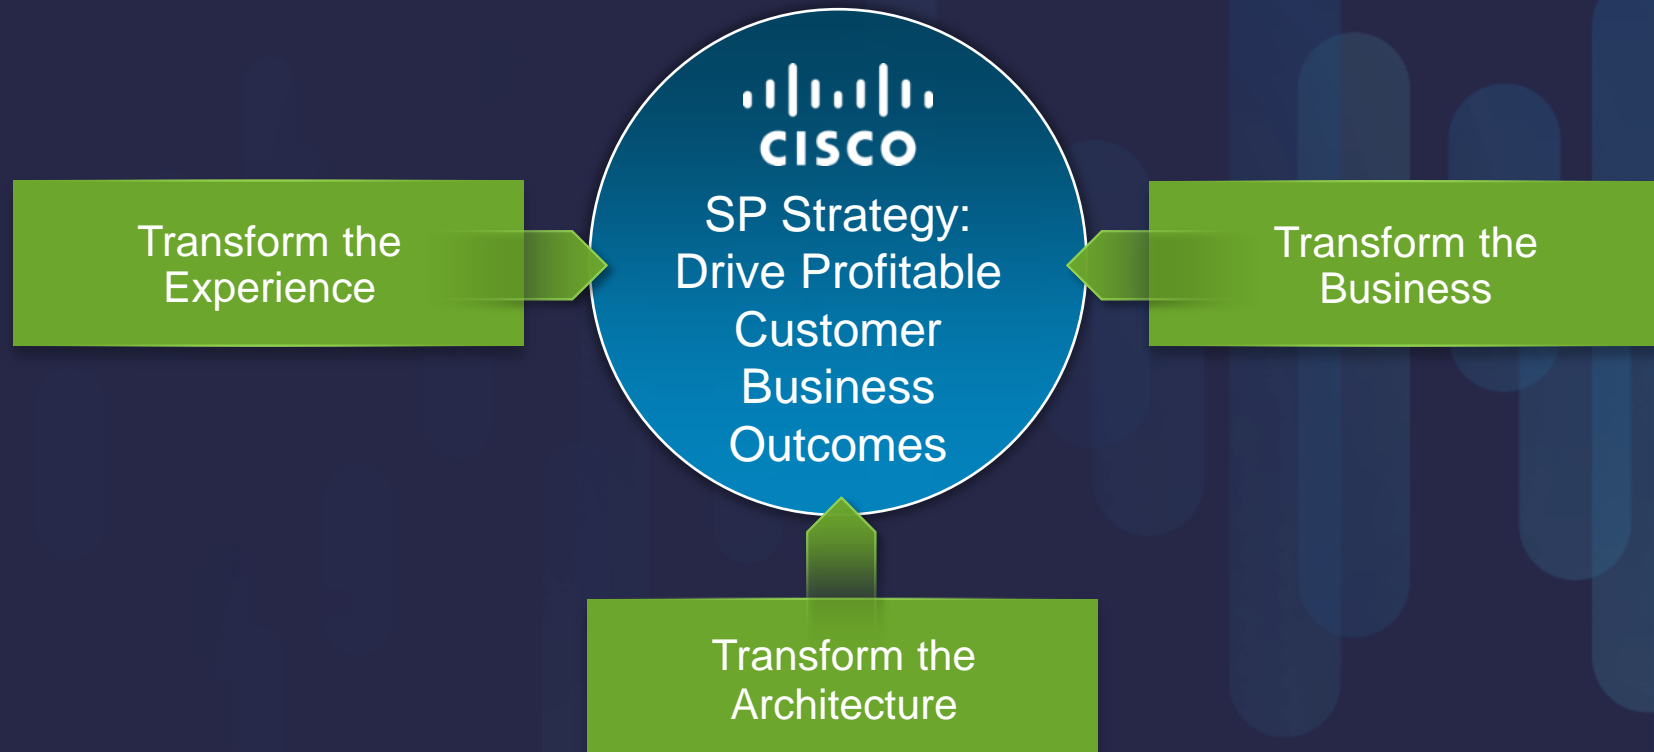 CISCO
SP Strategy:
Drive Profitable
Customer
Business
Outcomes
Transform the
Experience
Transform the
Business
Transform the
Architecture